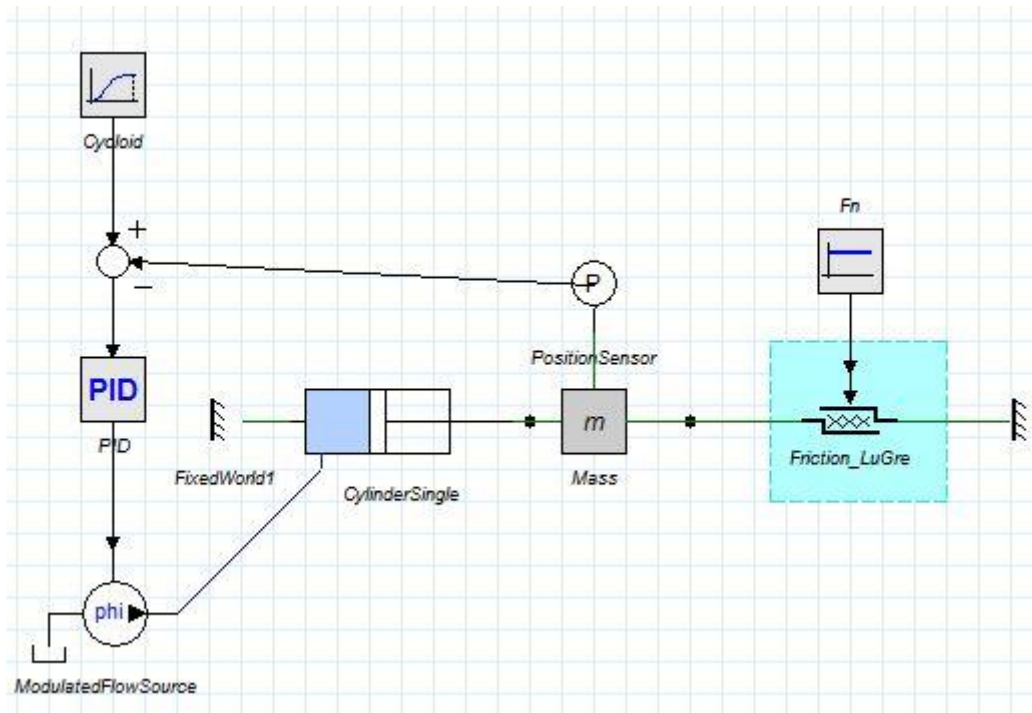 Cycloid
+
Fn
−
P
PositionSensor
PID
PID
m
FixedWorld1
CylinderSingle
Mass
Friction_LuGre
phi
ModulatedFlowSource